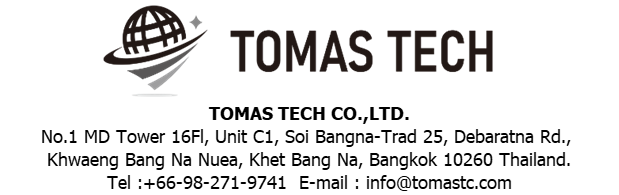 TOMAS TECH
TOMAS TECH CO.,LTD.
No.1 MD Tower 16Fl, Unit C1, Soi Bangna-Trad 25, Debaratna Rd.,
Khwaeng Bang Na Nuea, Khet Bang Na, Bangkok 10260 Thailand.
Tel :+66-98-271-9741  E-mail : info@tomastc.com